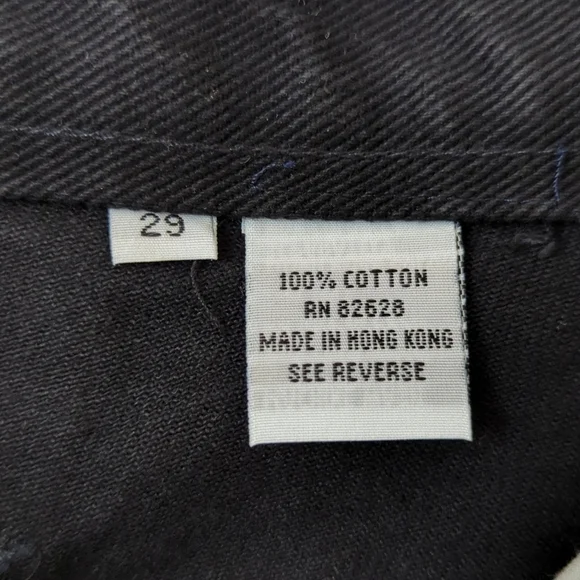 29
100% COTTON
RN 82628
MADE IN HONG KONG
SEE REVERSE